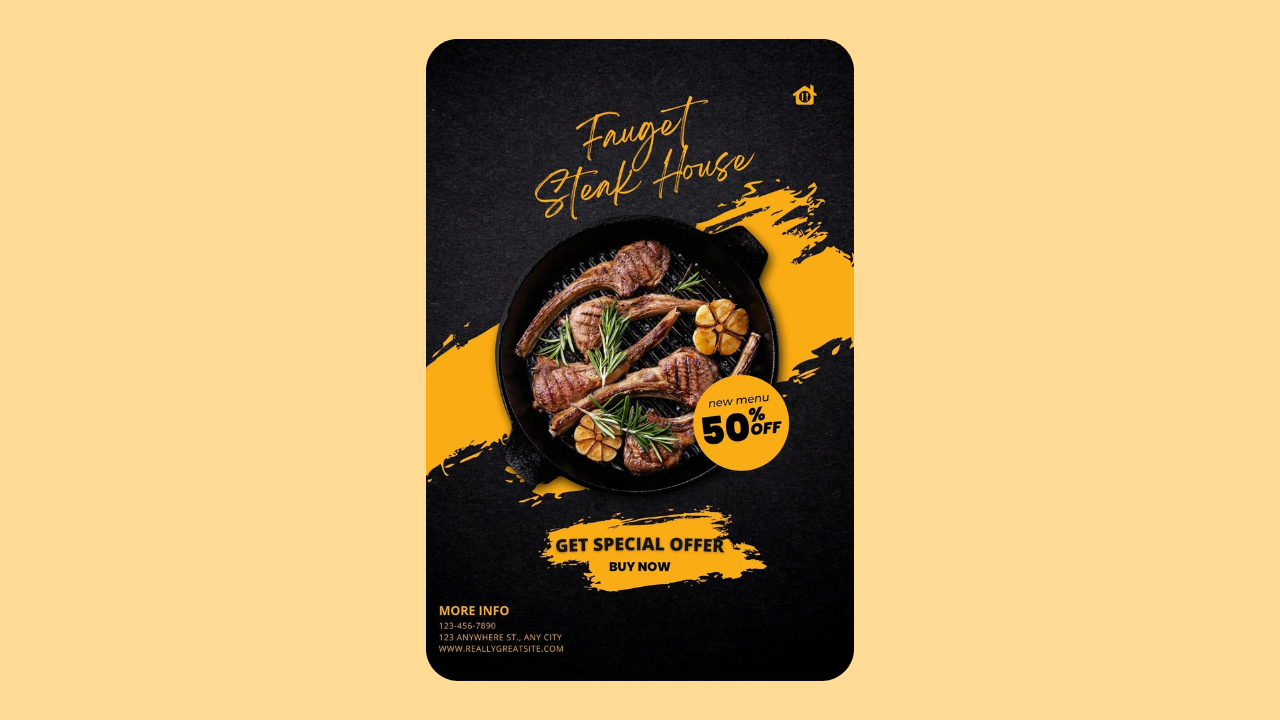 Fauget
Steak House
new menu
50% OFF
GET SPECIAL OFFER
BUY NOW
MORE INFO
123-456-7890
123 ANYWHERE ST., ANY CITY
WWW.REALLYGREATSITE.COM